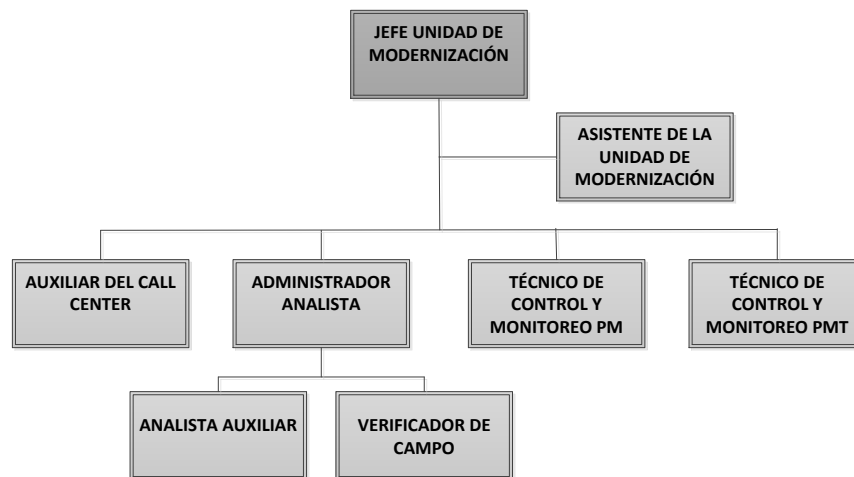 JEFE UNIDAD DE
MODERNIZACIÓN
ASISTENTE DE LA
UNIDAD DE
MODERNIZACIÓN
AUXILIAR DEL CALL
CENTER
ADMINISTRADOR
ANALISTA
TÉCNICO DE
CONTROL Y
MONITOREO PM
TÉCNICO DE
CONTROL Y
MONITOREO PMT
ANALISTA AUXILIAR
VERIFICADOR DE
CAMPO